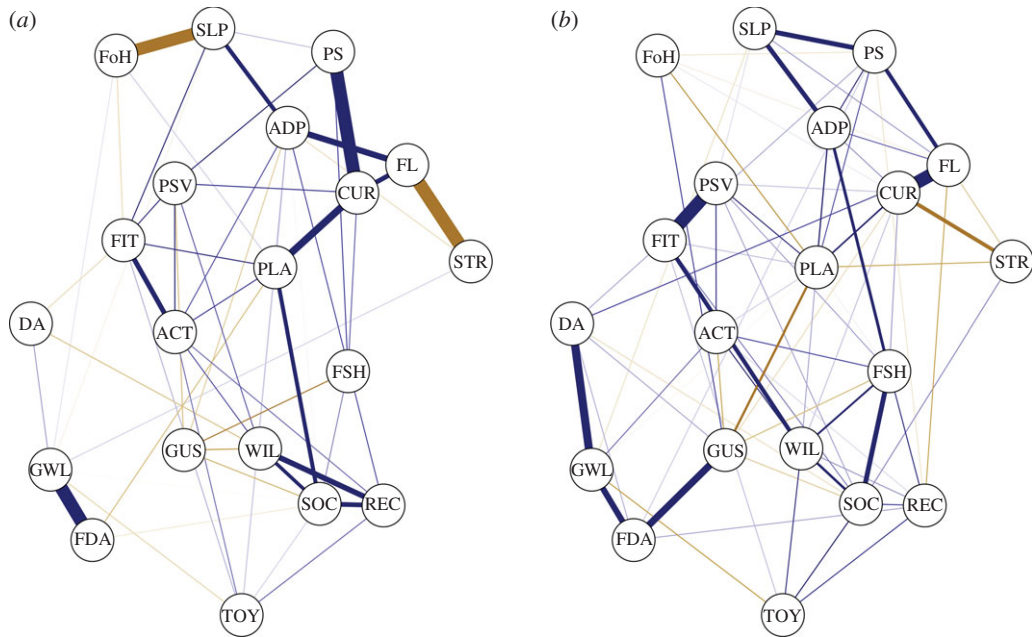 (a)
SLP
FoH
PS
ADP
FL
PSV
CUR
FIT
PLA
STR
DA
ACT
FSH
GUS
WIL
GWL
SOC
REC
FDA
TOY
(b)
SLP
FoH
PS
ADP
FL
PSV
CUR
FIT
PLA
STR
DA
ACT
FSH
GUS
WIL
GWL
SOC
REC
FDA
TOY